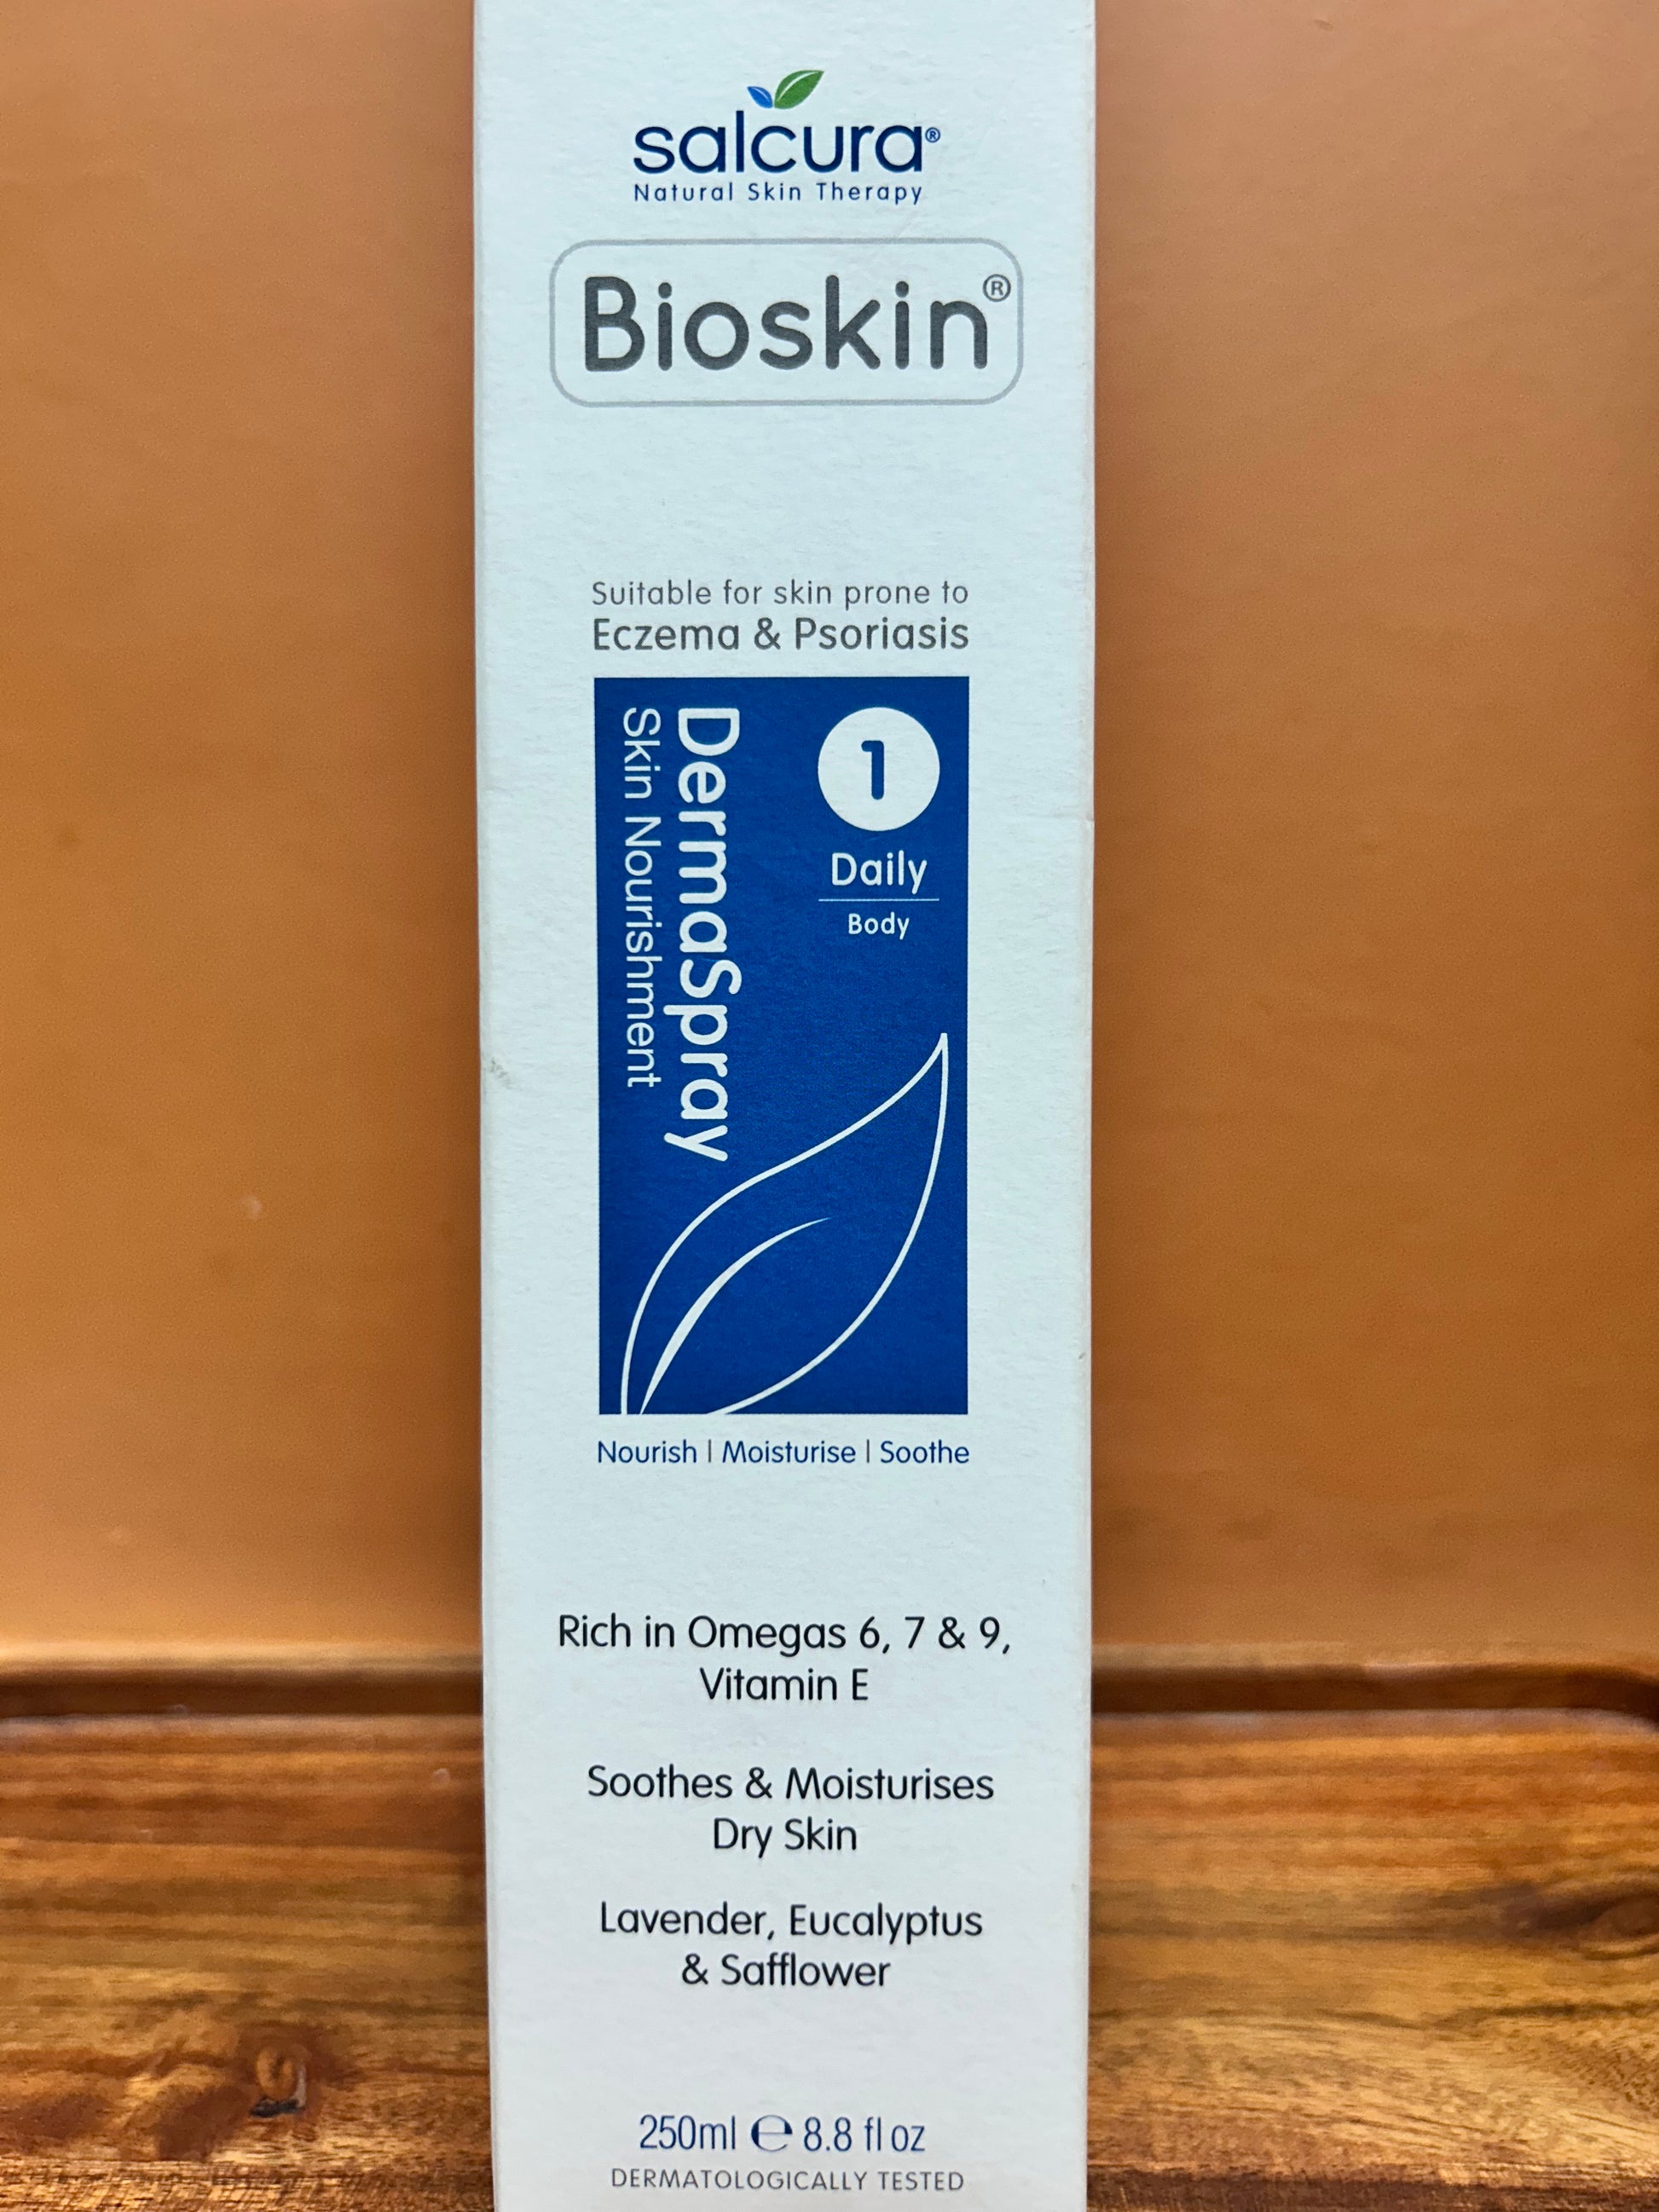 salcura®
Natural Skin Therapy
Bioskin®
Suitable for skin prone to
Eczema & Psoriasis
1
Daily
Body
DermaSpray
Skin Nourishment
Nourish | Moisturise | Soothe
Rich in Omegas 6, 7 & 9,
Vitamin E
Soothes & Moisturises
Dry Skin
Lavender, Eucalyptus
& Safflower
250ml ℮ 8.8 fl oz
DERMATOLOGICALLY TESTED